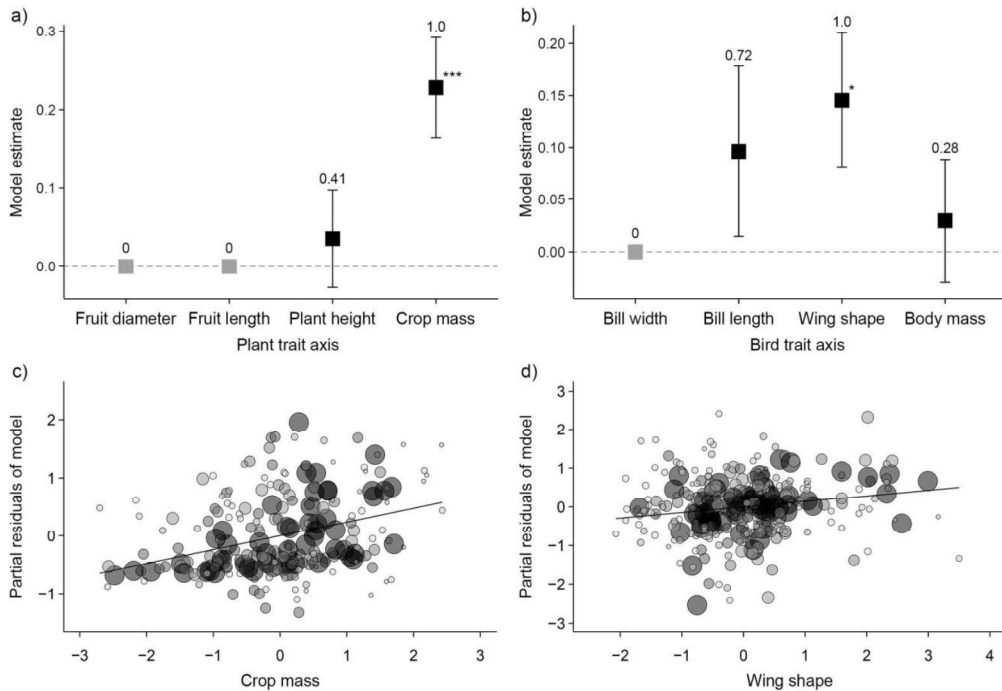 a)
Model estimate
0.3
0.2
0.1
0.0
0
0
0.41
1.0
***
Fruit diameter Fruit length Plant height Crop mass
Plant trait axis
b)
Model estimate
0.20
0.15
0.10
0.05
0.00
0
0.72
1.0
*
0.28
Bill width Bill length Wing shape Body mass
Bird trait axis
c)
Partial residuals of model
2
1
0
−1
−3 −2 −1 0 1 2 3
Crop mass
d)
Partial residuals of mdoel
3
2
1
0
−1
−2
−3
−2 −1 0 1 2 3 4
Wing shape